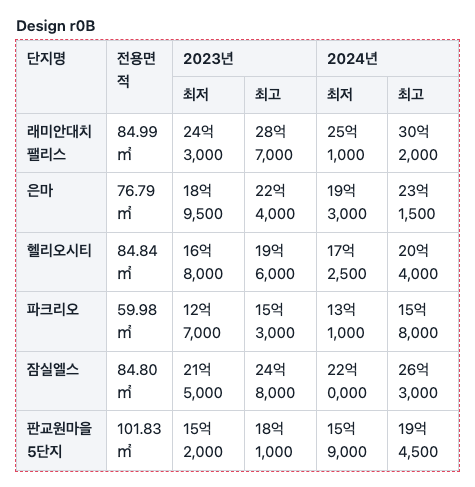 Design r0B
단지명 전용면 2023년 2024년
적
최저 최고 최저 최고
래미안대치 84.99 24억 28억 25억 30억
팰리스 ㎡ 3,000 7,000 1,000 2,000
은마 76.79 18억 22억 19억 23억
㎡ 9,500 4,000 3,000 1,500
헬리오시티 84.84 16억 19억 17억 20억
㎡ 8,000 6,000 2,500 4,000
파크리오 59.98 12억 15억 13억 15억
㎡ 7,000 3,000 1,000 8,000
잠실엘스 84.80 21억 24억 22억 26억
㎡ 5,000 8,000 0,000 3,000
판교원마을 101.83 15억 18억 15억 19억
5단지 ㎡ 2,000 1,000 9,000 4,500